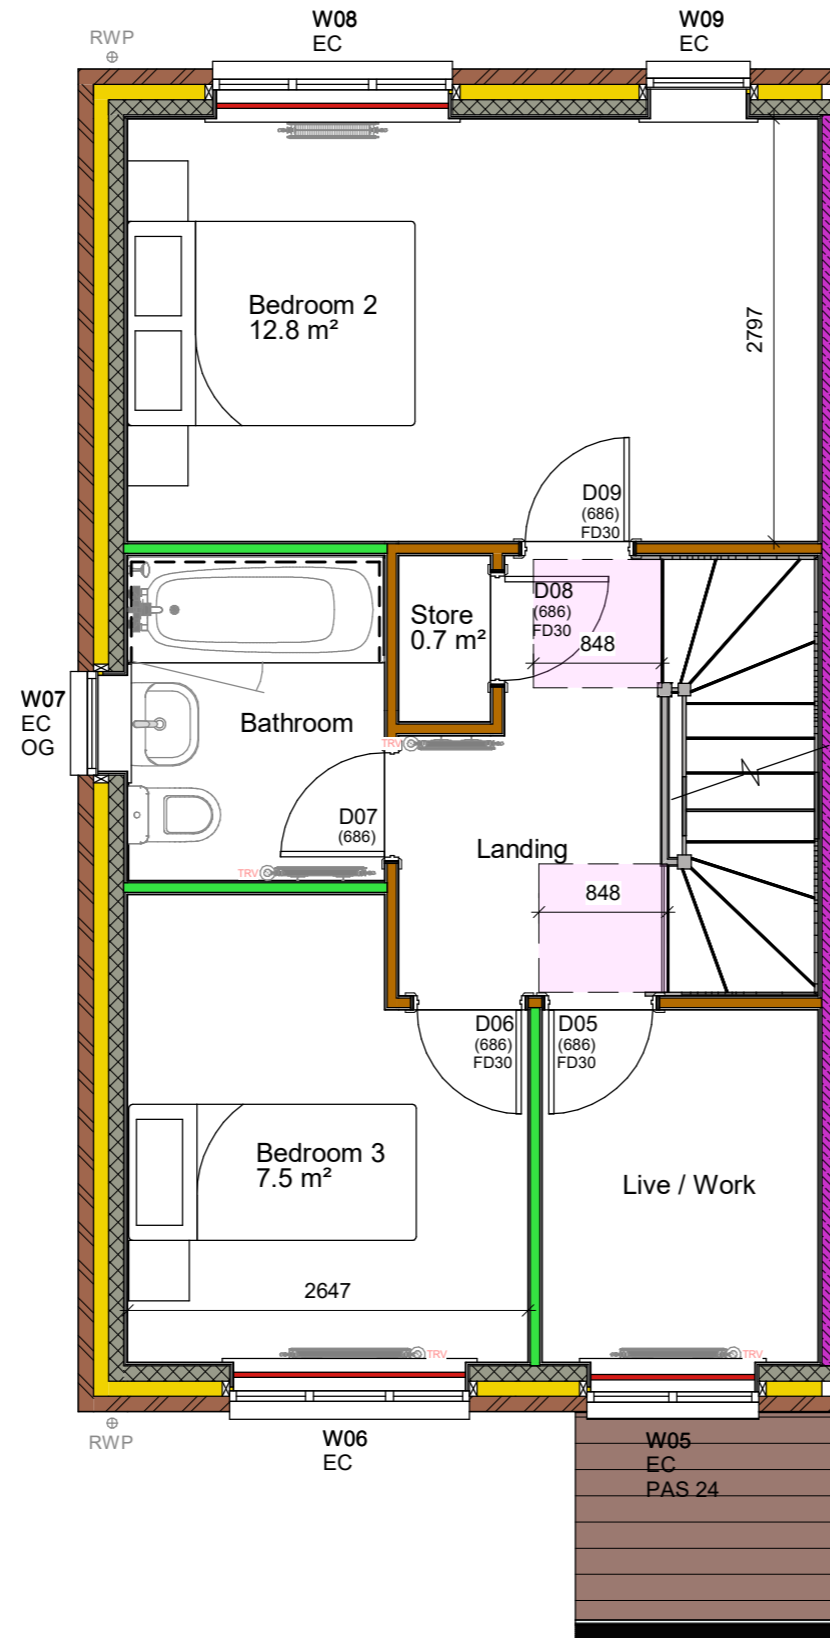 W08
EC
W09
EC
RWP
Bedroom 2
12.8 m²
2797
D09
(686)
FD30
D08
(686)
FD30
848
Store
0.7 m²
W07
EC
OG
Bathroom
TRV
D07
(686)
Landing
TRV
848
D06
(686)
FD30
D05
(686)
FD30
Bedroom 3
7.5 m²
Live / Work
2647
TRV
TRV
RWP
W06
EC
W05
EC
PAS 24